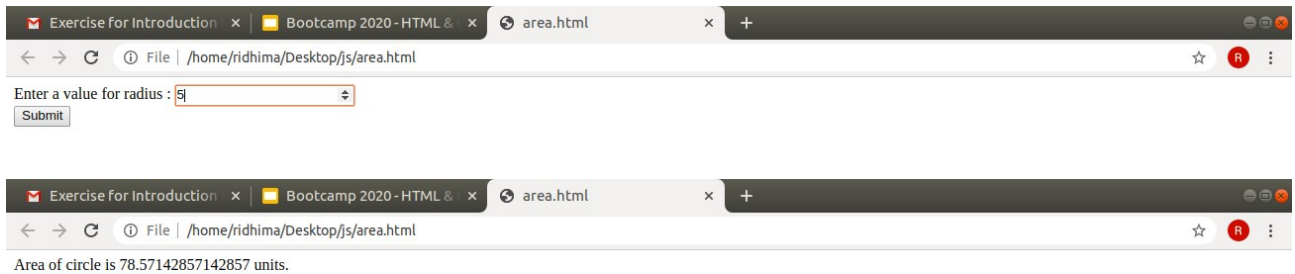 Exercise for Introduction
Bootcamp 2020 - HTML &
area.html
File | /home/ridhima/Desktop/js/area.html
R
Enter a value for radius : 5
Submit
Exercise for Introduction
Bootcamp 2020 - HTML &
area.html
File | /home/ridhima/Desktop/js/area.html
R
Area of circle is 78.57142857142857 units.